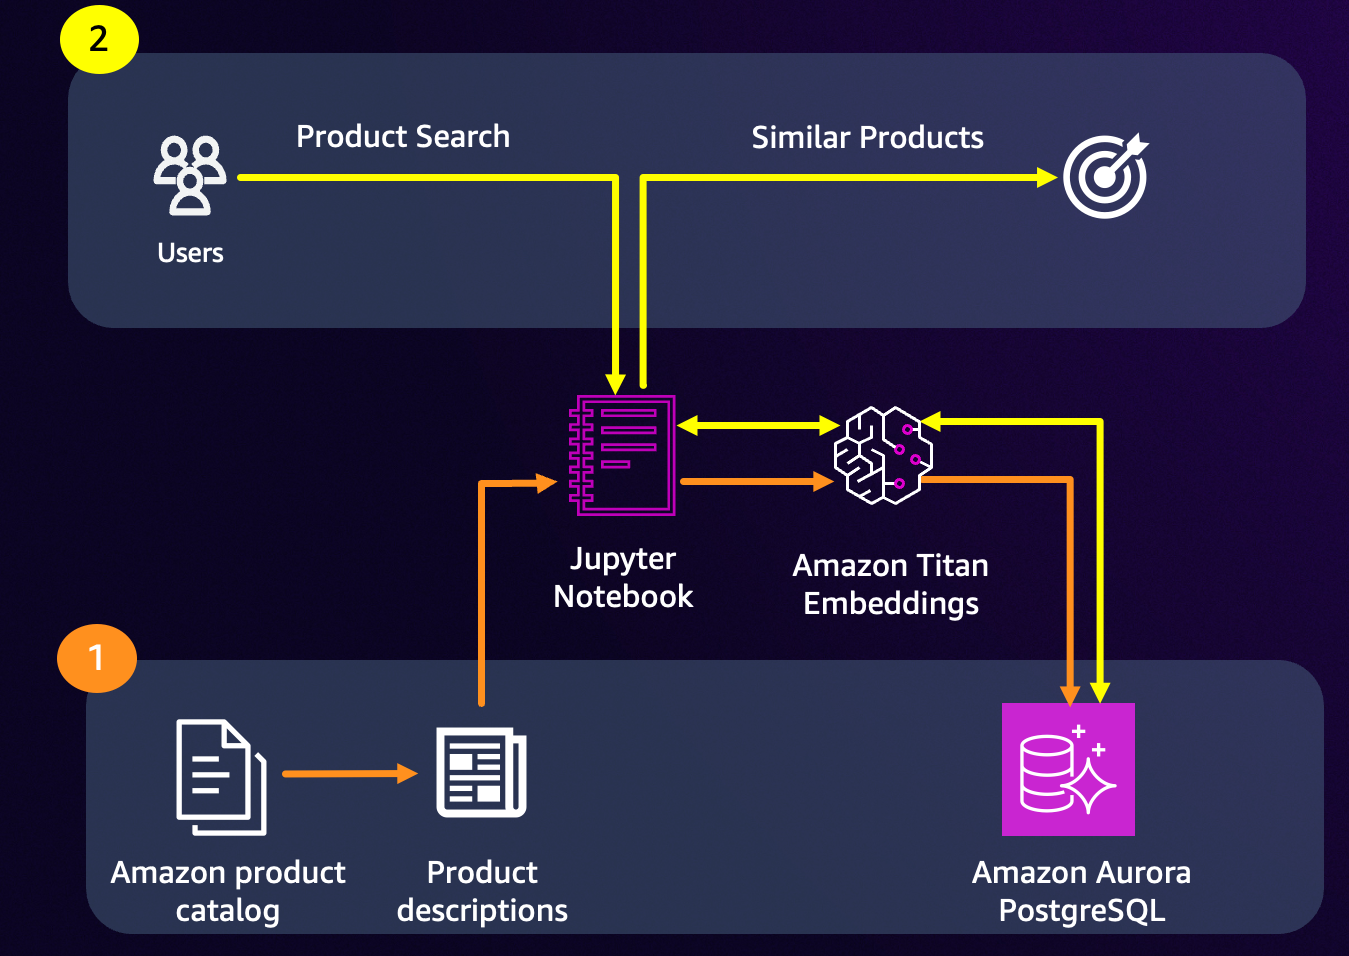 2
Product Search
Similar Products
Users
Jupyter
Notebook
Amazon Titan
Embeddings
1
Amazon product
catalog
Product
descriptions
Amazon Aurora
PostgreSQL